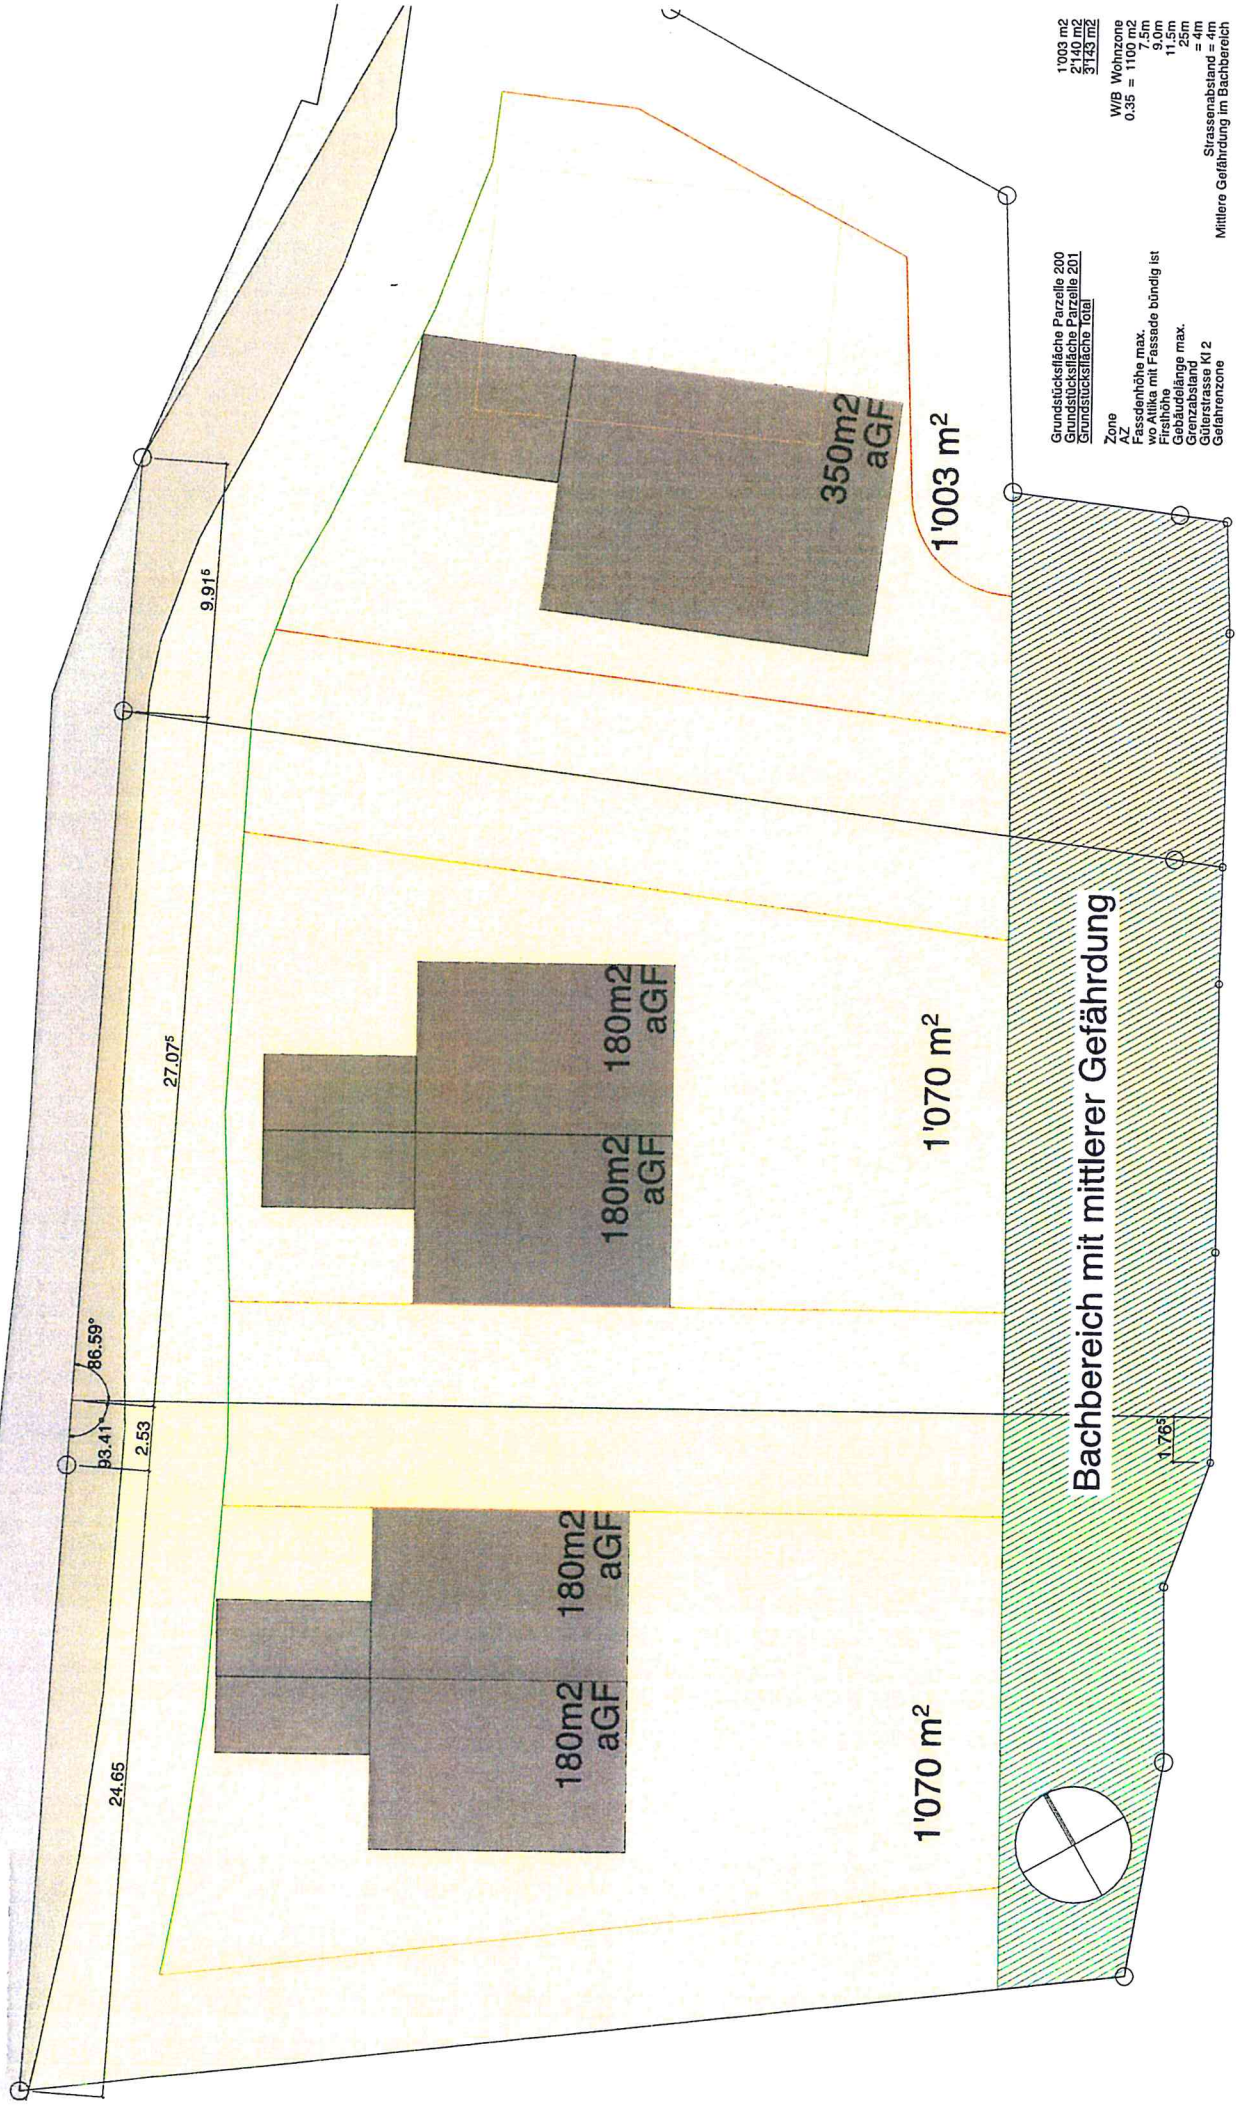 24.65
2.53
93.41°
86.59°
27.07⁵
9.91⁵
180m2
aGF
180m2
aGF
180m2
aGF
180m2
aGF
350m2
aGF
1'070 m²
1'070 m²
1'003 m²
Bachbereich mit mittlerer Gefährdung
1.76⁵
Grundstücksfläche Parzelle 200 1'003 m2
Grundstücksfläche Parzelle 201 2'140 m2
Grundstücksfläche Total 3'143 m2
Zone W/B Wohnzone
AZ 0.35 = 1100 m2
Fassdenhöhe max. 7.5m
wo Attika mit Fassade bündig ist 9.0m
Firsthöhe 11.5m
Gebäudelänge max. 25m
Grenzabstand = 4m
Güterstrasse Kl 2 Strassenabstand = 4m
Gefahrenzone Mittlere Gefährdung im Bachbereich